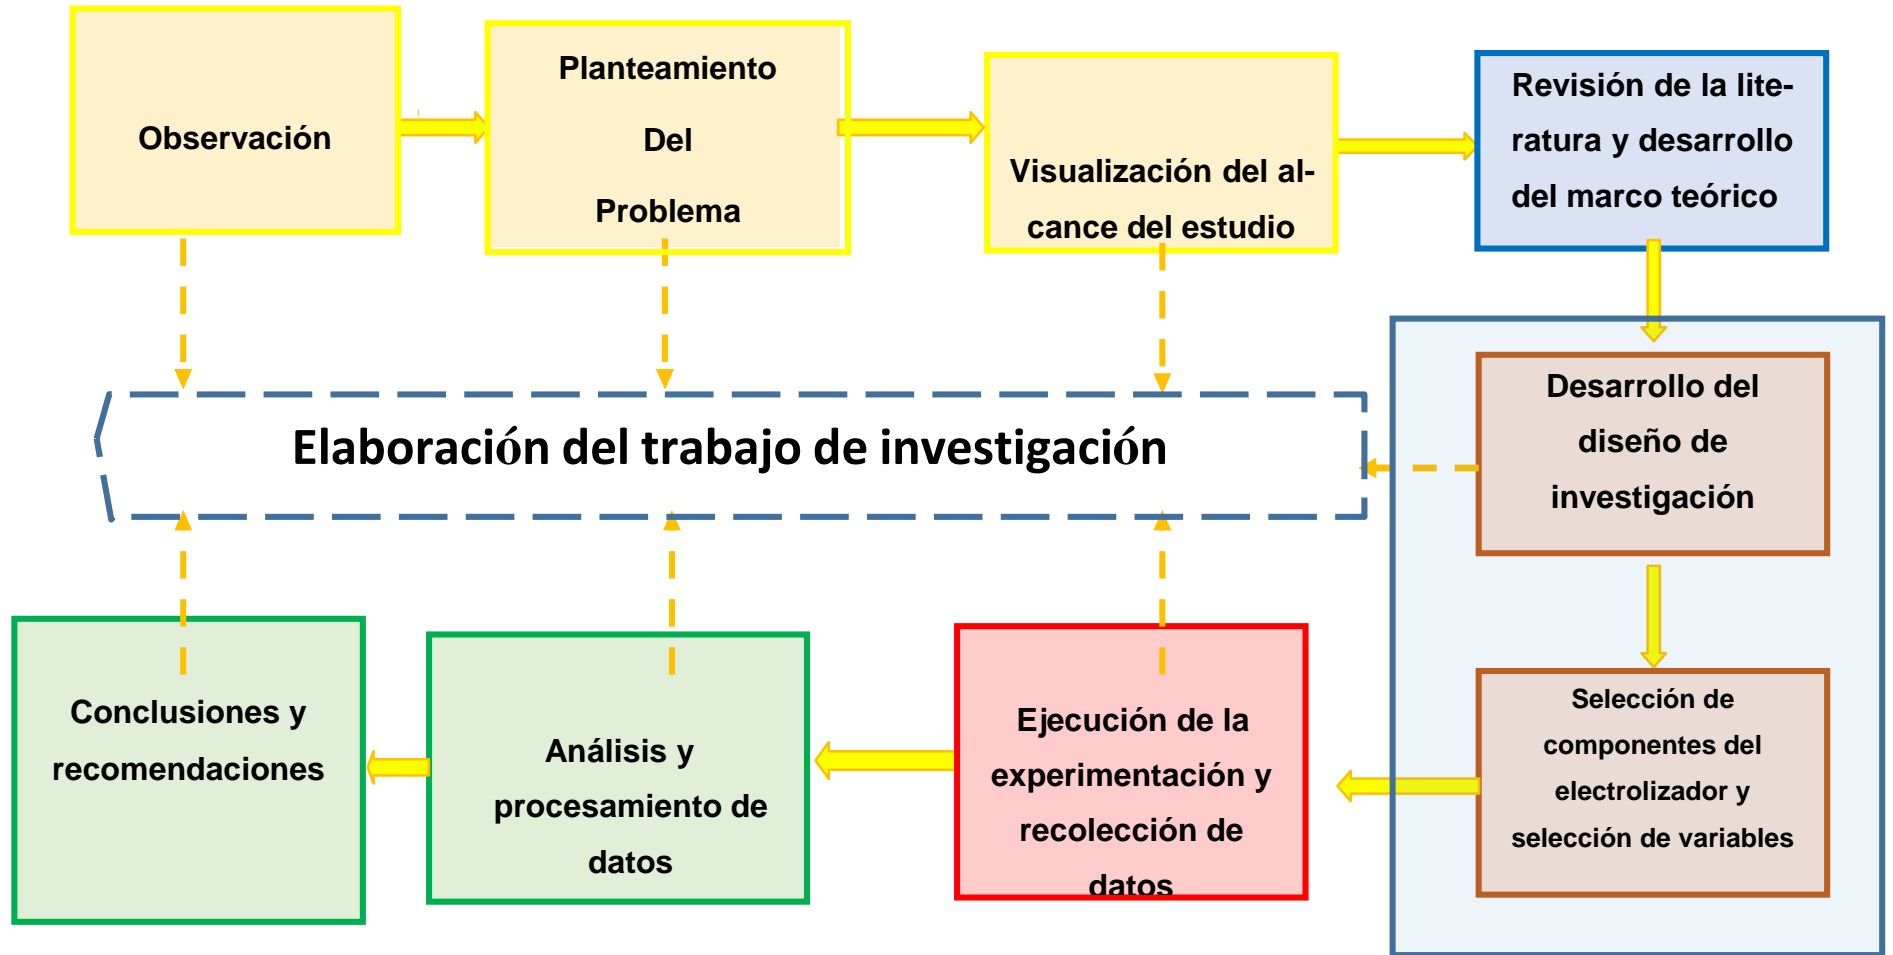 Observación
Planteamiento
Del
Problema
Visualización del al-
cance del estudio
Revisión de la lite-
ratura y desarrollo
del marco teórico
Desarrollo del
diseño de
investigación
Elaboración del trabajo de investigación
Selección de
componentes del
electrolizador y
selección de variables
Ejecución de la
experimentación y
recolección de
datos
Análisis y
procesamiento de
datos
Conclusiones y
recomendaciones